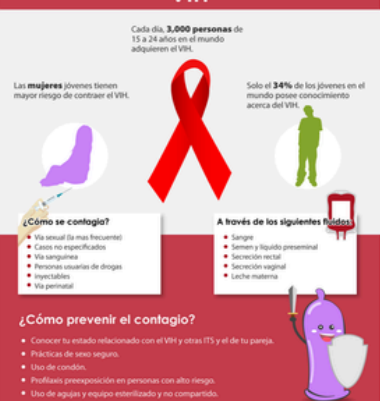 VIH
Cada día, 3,000 personas de
15 a 24 años en el mundo
adquieren el VIH.
Las mujeres jóvenes tienen
mayor riesgo de contraer el VIH.
Solo el 34% de los jóvenes en el
mundo posee conocimiento
acerca del VIH.
¿Cómo se contagia?
Vía sexual (la mas frecuente)
Casos no especificados
Vía sanguínea
Personas usuarias de drogas
inyectables
Vía perinatal
A través de los siguientes fluidos
Sangre
Semen y líquido preseminal
Secreción rectal
Secreción vaginal
Leche materna
¿Cómo prevenir el contagio?
Conocer tu estado relacionado con el VIH y otras ITS y el de tu pareja.
Prácticas de sexo seguro.
Uso de condón.
Profilaxis preexposición en personas con alto riesgo.
Uso de agujas y equipo esterilizado y no compartido.